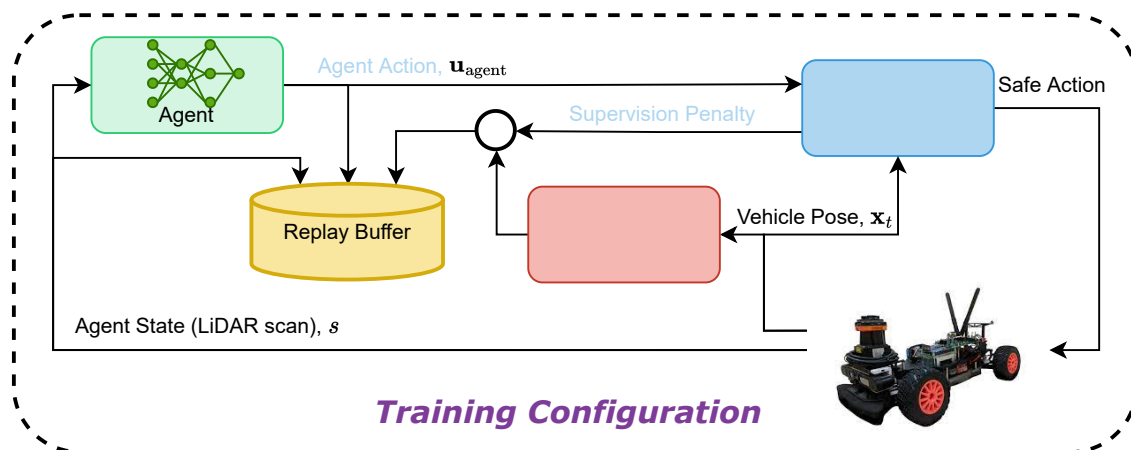 Agent Action, u_agent
Safe Action
Agent
Supervision Penalty
Vehicle Pose, x_t
Replay Buffer
Agent State (LiDAR scan), s
Training Configuration